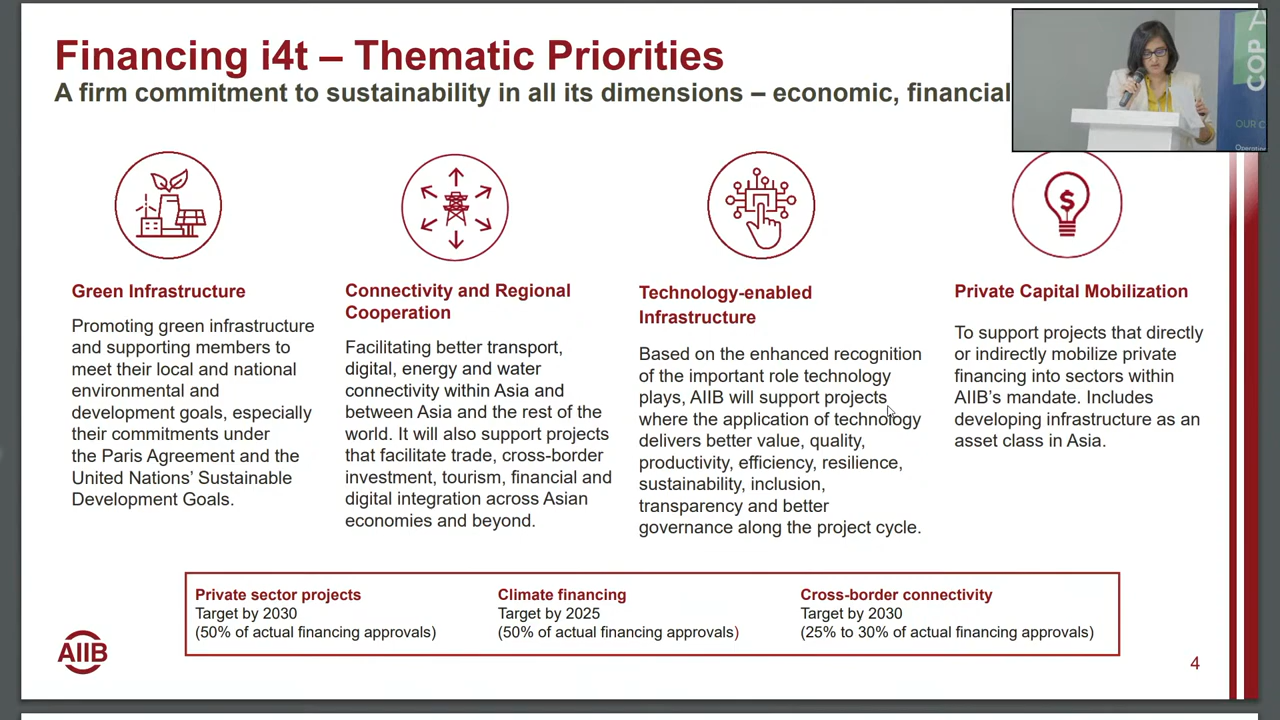 Financing i4t – Thematic Priorities
A firm commitment to sustainability in all its dimensions – economic, financial
COP
OUR C
Operatin
$
Green Infrastructure
Promoting green infrastructure
and supporting members to
meet their local and national
environmental and
development goals, especially
their commitments under
the Paris Agreement and the
United Nations’ Sustainable
Development Goals.
Connectivity and Regional
Cooperation
Facilitating better transport,
digital, energy and water
connectivity within Asia and
between Asia and the rest of the
world. It will also support projects
that facilitate trade, cross-border
investment, tourism, financial and
digital integration across Asian
economies and beyond.
Technology-enabled
Infrastructure
Based on the enhanced recognition
of the important role technology
plays, AIIB will support projects
where the application of technology
delivers better value, quality,
productivity, efficiency, resilience,
sustainability, inclusion,
transparency and better
governance along the project cycle.
Private Capital Mobilization
To support projects that directly
or indirectly mobilize private
financing into sectors within
AIIB’s mandate. Includes
developing infrastructure as an
asset class in Asia.
Private sector projects
Target by 2030
(50% of actual financing approvals)
Climate financing
Target by 2025
(50% of actual financing approvals)
Cross-border connectivity
Target by 2030
(25% to 30% of actual financing approvals)
AIIB
4